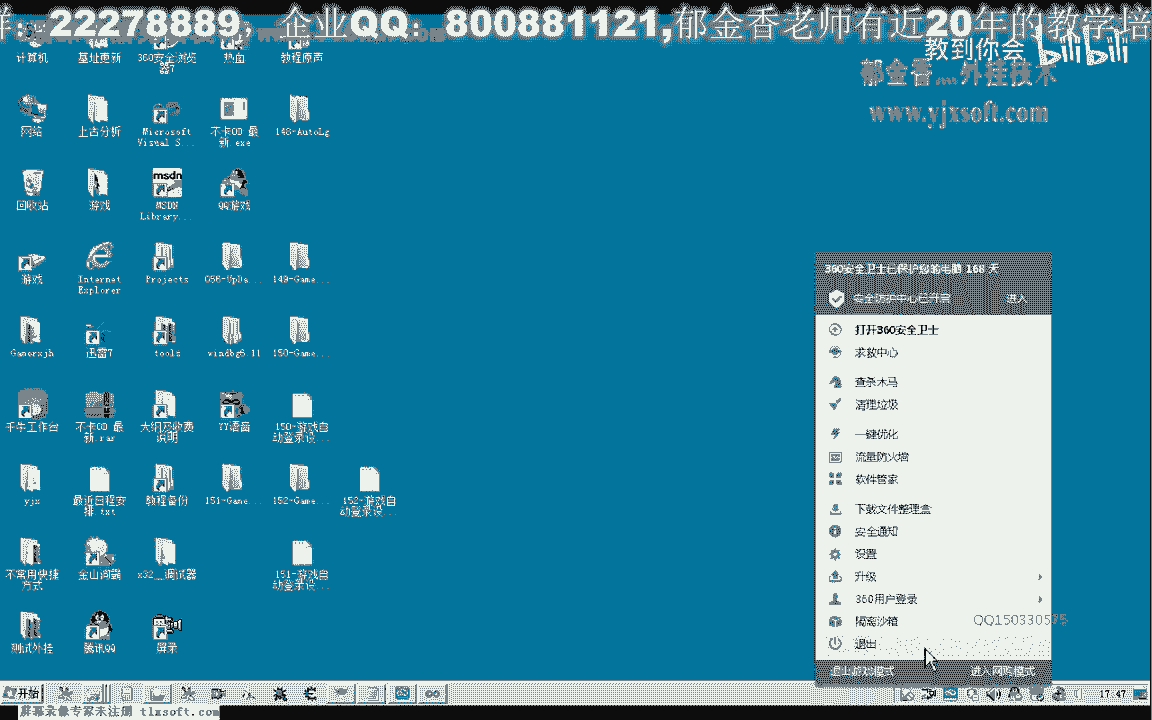 群: 22278889, 企业QQ: 800881121,郁金香老师有近20年的教学培
教到你会
bilibili
郁金香灬外挂技术
www.yjxsoft.com
计算机
基址更新
360安全浏览器7
热血
教程原声
网络
上古分析
Microsoft Visual S...
不卡OD 最新.exe
148-AutoLg
回收站
游戏
MSDN Library...
QQ游戏
游戏
Internet Explorer
Projects
056-UpDa...
149-Game...
Gamerxjh
迅雷7
tools
windbg6.11
150-Game...
千牛工作台
不卡OD 最新.rar
大纲及收费说明
YY语音
150-游戏自动登录设...
yjx
最近日程安排.txt
教程备份
151-Game...
152-Game...
152-游戏自动登录设...
不常用快捷方式
金山词霸
x32__调试器
151-游戏自动登录设...
测试外挂
腾讯QQ
屏录
360安全卫士已保护您的电脑 168 天
安全防护中心已开启
进入
打开360安全卫士
求救中心
查杀木马
清理垃圾
一键优化
流量防火墙
软件管家
下载文件整理盒
安全通知
设置
升级
360用户登录
隔离沙箱
退出
进入网购模式
QQ150330575
开始
17:47
屏幕录像专家未注册 tlxsoft.com